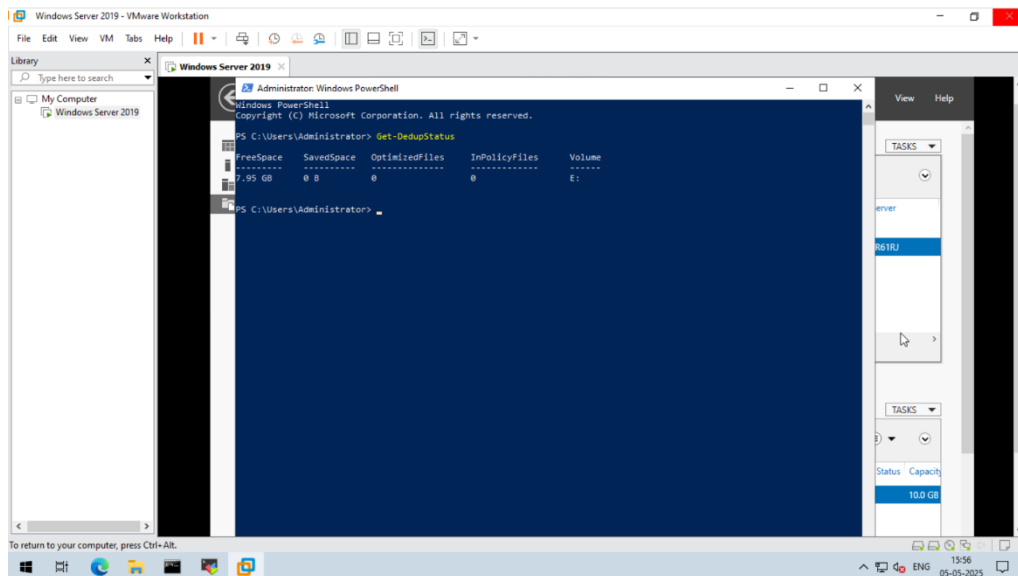 Windows Server 2019 - VMware Workstation
File Edit View VM Tabs Help
Library
Type here to search
My Computer
Windows Server 2019
Windows Server 2019
Administrator: Windows PowerShell
Windows PowerShell
Copyright (C) Microsoft Corporation. All rights reserved.
PS C:\Users\Administrator> Get-DedupStatus
FreeSpace SavedSpace OptimizedFiles InPolicyFiles Volume
--------- ---------- -------------- ------------- ------
7.95 GB 0 B 0 0 E:
PS C:\Users\Administrator>
View Help
TASKS
erver
R61RJ
TASKS
Status Capacity
10.0 GB
To return to your computer, press Ctrl+Alt.
ENG
15:56
05-05-2025